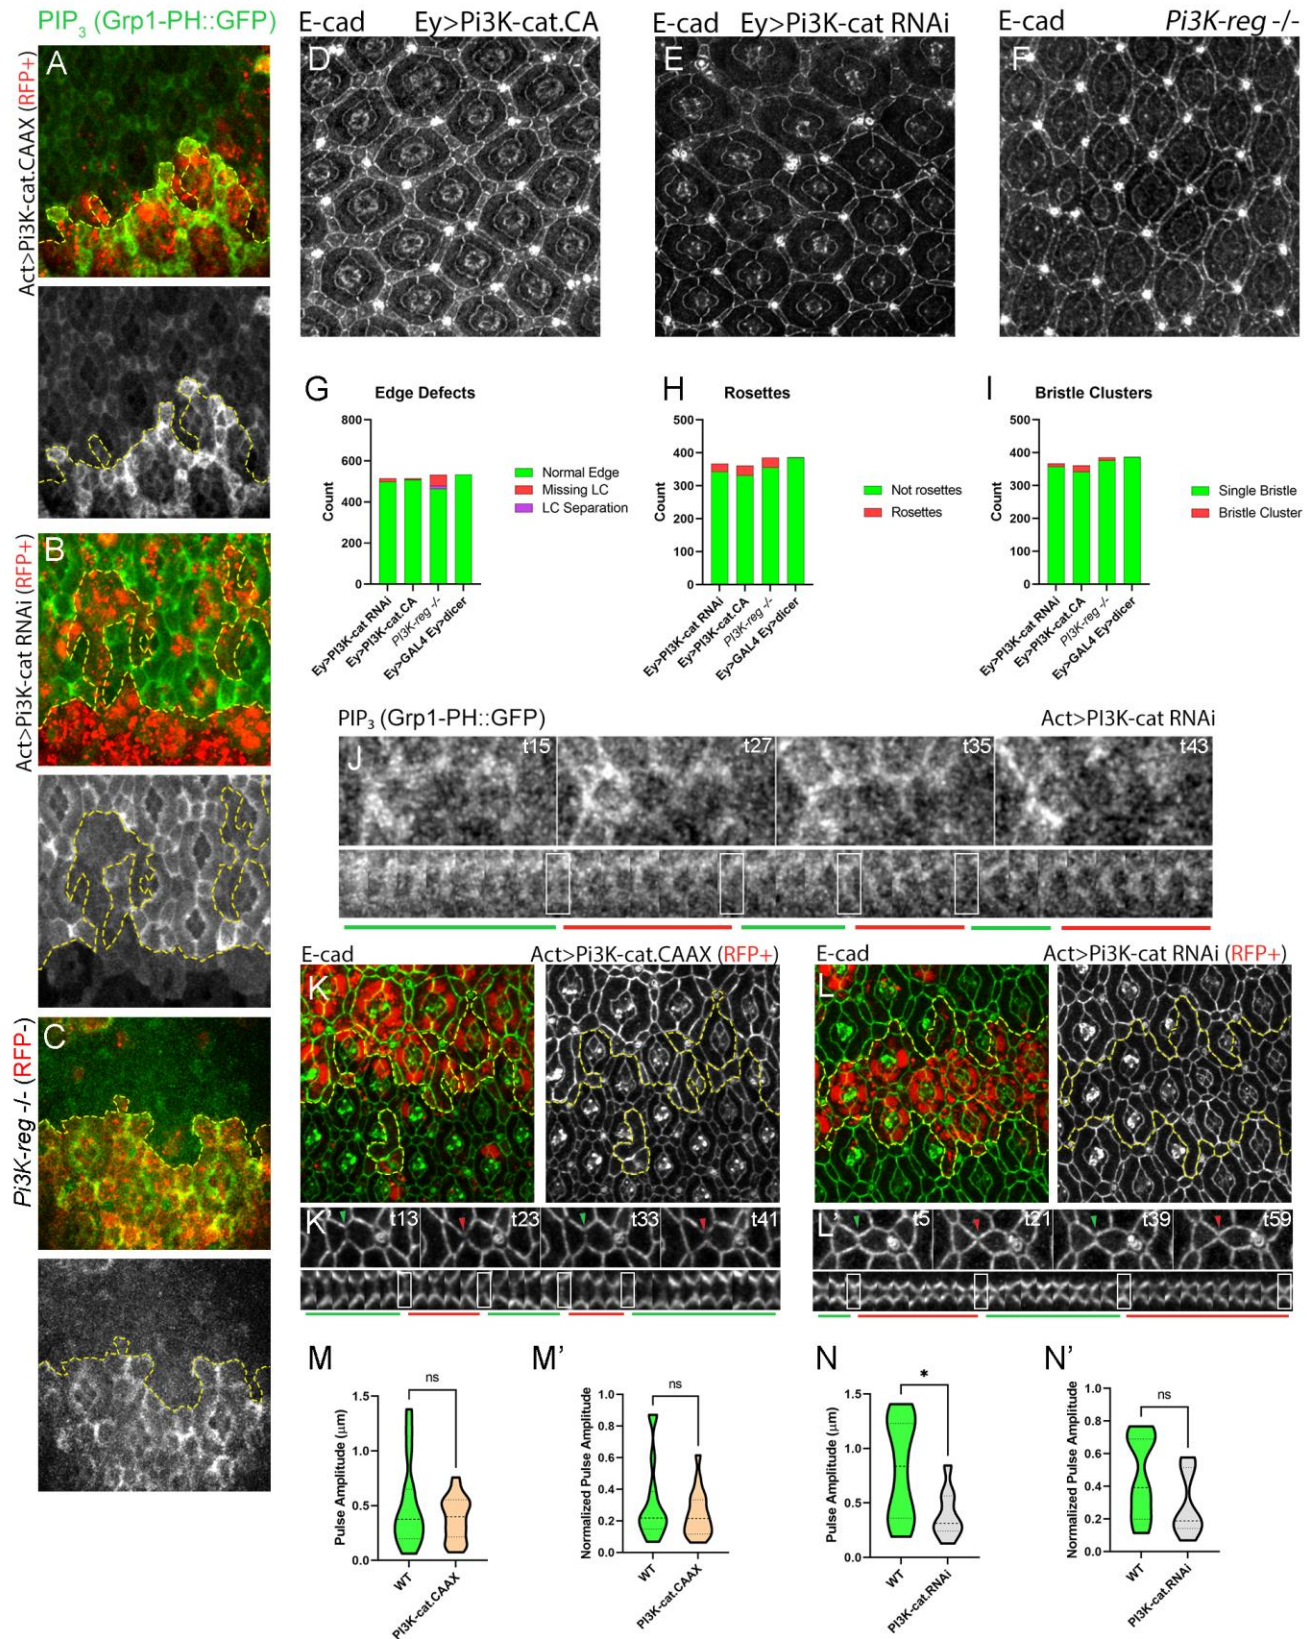 PIP3 (Grp1-PH::GFP)
A
Act>Pi3K-cat.CAAX (RFP+)
B
Act>Pi3K-cat RNAi (RFP+)
C
Pi3K-reg -/- (RFP-)
E-cad Ey>Pi3K-cat.CA
D
E-cad Ey>Pi3K-cat RNAi
E
E-cad Pi3K-reg -/-
F
G Edge Defects
800
600
400
200
0
Count
Normal Edge
Missing LC
LC Separation
Ey>PI3K-cat RNAi
Ey>PI3K-cat.CA
PI3K-reg -/-
Ey>GAL4 Ey>dicer
H Rosettes
500
400
300
200
100
0
Count
Not rosettes
Rosettes
Ey>PI3K-cat RNAi
Ey>PI3K-cat.CA
PI3K-reg -/-
Ey>GAL4 Ey>dicer
I Bristle Clusters
500
400
300
200
100
0
Count
Single Bristle
Bristle Cluster
Ey>PI3K-cat RNAi
Ey>PI3K-cat.CA
PI3K-reg -/-
Ey>GAL4 Ey>dicer
PIP3 (Grp1-PH::GFP) Act>PI3K-cat RNAi
J t15 t27 t35 t43
E-cad Act>Pi3K-cat.CAAX (RFP+)
K
K' t13 t23 t33 t41
E-cad Act>Pi3K-cat RNAi (RFP+)
L
L' t5 t21 t39 t59
M
ns
1.5
1.0
0.5
0.0
Pulse Amplitude (μm)
WT
PI3K-cat.CAAX
M'
ns
1.0
0.8
0.6
0.4
0.2
0.0
Normalized Pulse Amplitude
WT
PI3K-cat.CAAX
N
*
1.5
1.0
0.5
0.0
Pulse Amplitude (μm)
WT
PI3K-cat.RNAi
N'
ns
1.0
0.8
0.6
0.4
0.2
0.0
Normalized Pulse Amplitude
WT
PI3K-cat.RNAi